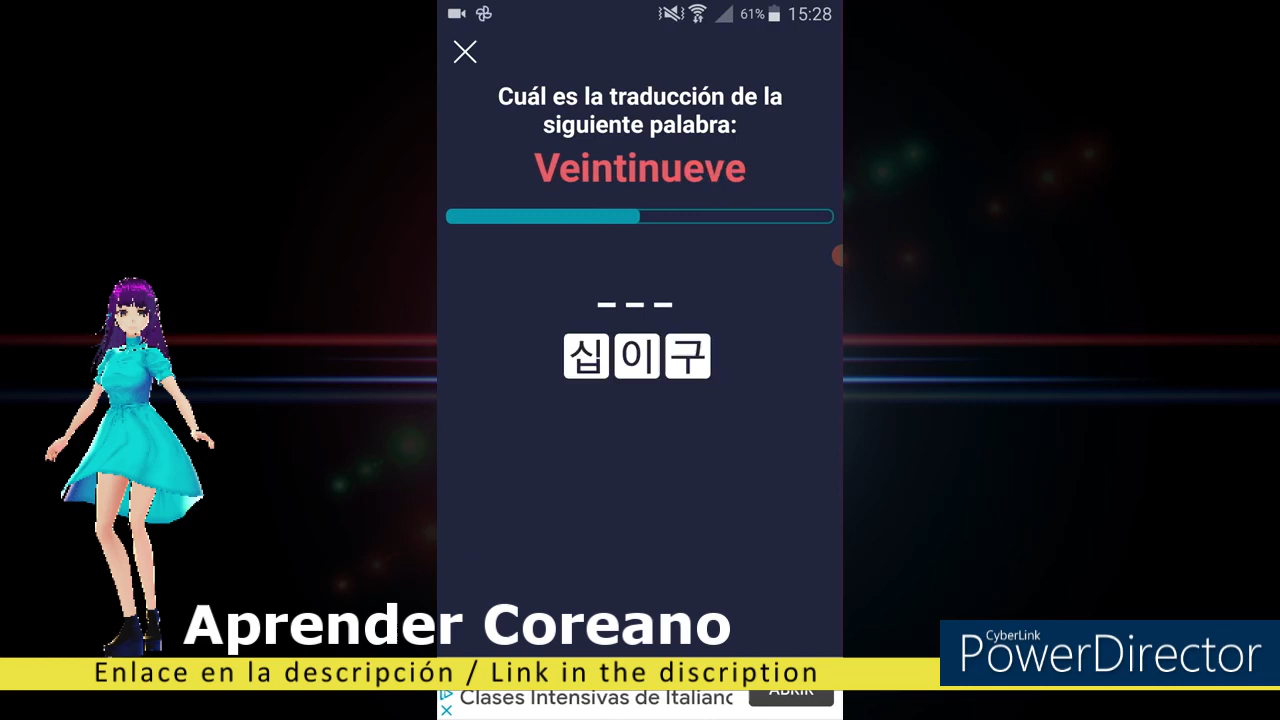 61% 15:28
Cuál es la traducción de la
siguiente palabra:
Veintinueve
_ _ _
십 이 구
Aprender Coreano
CyberLink
PowerDirector
Enlace en la descripción / Link in the discription
Clases Intensivas de Italiano
ABRIR